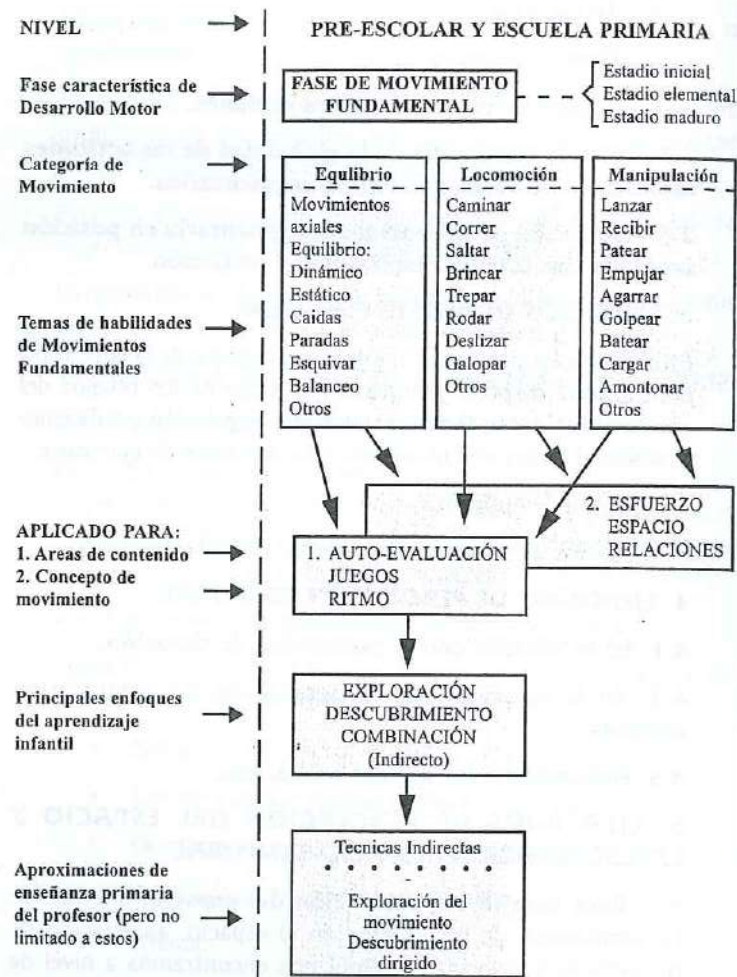 NIVEL
PRE-ESCOLAR Y ESCUELA PRIMARIA
Fase característica de
Desarrollo Motor
FASE DE MOVIMIENTO
FUNDAMENTAL
Estadio inicial
Estadio elemental
Estadio maduro
Categoría de
Movimiento
Temas de habilidades
de Movimientos
Fundamentales
Equlibrio
Movimientos
axiales
Equilibrio
Dinámico
Estático
Caidas
Paradas
Esquivar
Balanceo
Otros
Locomoción
Caminar
Correr
Saltar
Brincar
Trepar
Rodar
Deslizar
Galopar
Otros
Manipulación
Lanzar
Recibir
Patear
Empujar
Agarrar
Golpear
Batear
Cargar
Amontonar
Otros
2. ESFUERZO
ESPACIO
RELACIONES
APLICADO PARA:
1. Areas de contenido
2. Concepto de
movimiento
1. AUTO-EVALUACIÓN
JUEGOS
RITMO
Principales enfoques
del aprendizaje
infantil
EXPLORACIÓN
DESCUBRIMIENTO
COMBINACIÓN
(Indirecto)
Aproximaciones de
enseñanza primaria
del profesor (pero no
limitado a estos)
Técnicas Indirectas
Exploración del
movimiento
Descubrimiento
dirigido